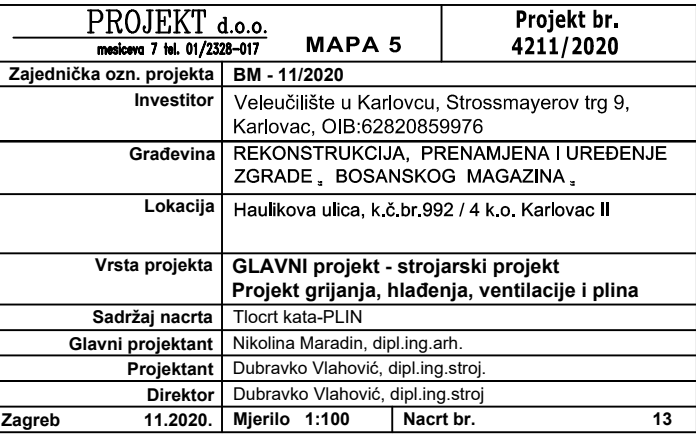 PROJEKT d.o.o.
mesiceva 7 tel. 01/2328-017
MAPA 5
Projekt br.
4211/2020
Zajednička ozn. projekta BM - 11/2020
Investitor Veleučilište u Karlovcu, Strossmayerov trg 9,
Karlovac, OIB:62820859976
Građevina REKONSTRUKCIJA, PRENAMJENA I UREĐENJE
ZGRADE „ BOSANSKOG MAGAZINA „
Lokacija Haulikova ulica, k.č.br.992 / 4 k.o. Karlovac II
Vrsta projekta GLAVNI projekt - strojarski projekt
Projekt grijanja, hlađenja, ventilacije i plina
Sadržaj nacrta Tlocrt kata-PLIN
Glavni projektant Nikolina Maradin, dipl.ing.arh.
Projektant Dubravko Vlahović, dipl.ing.stroj.
Direktor Dubravko Vlahović, dipl.ing.stroj
Zagreb 11.2020. Mjerilo 1:100 Nacrt br. 13